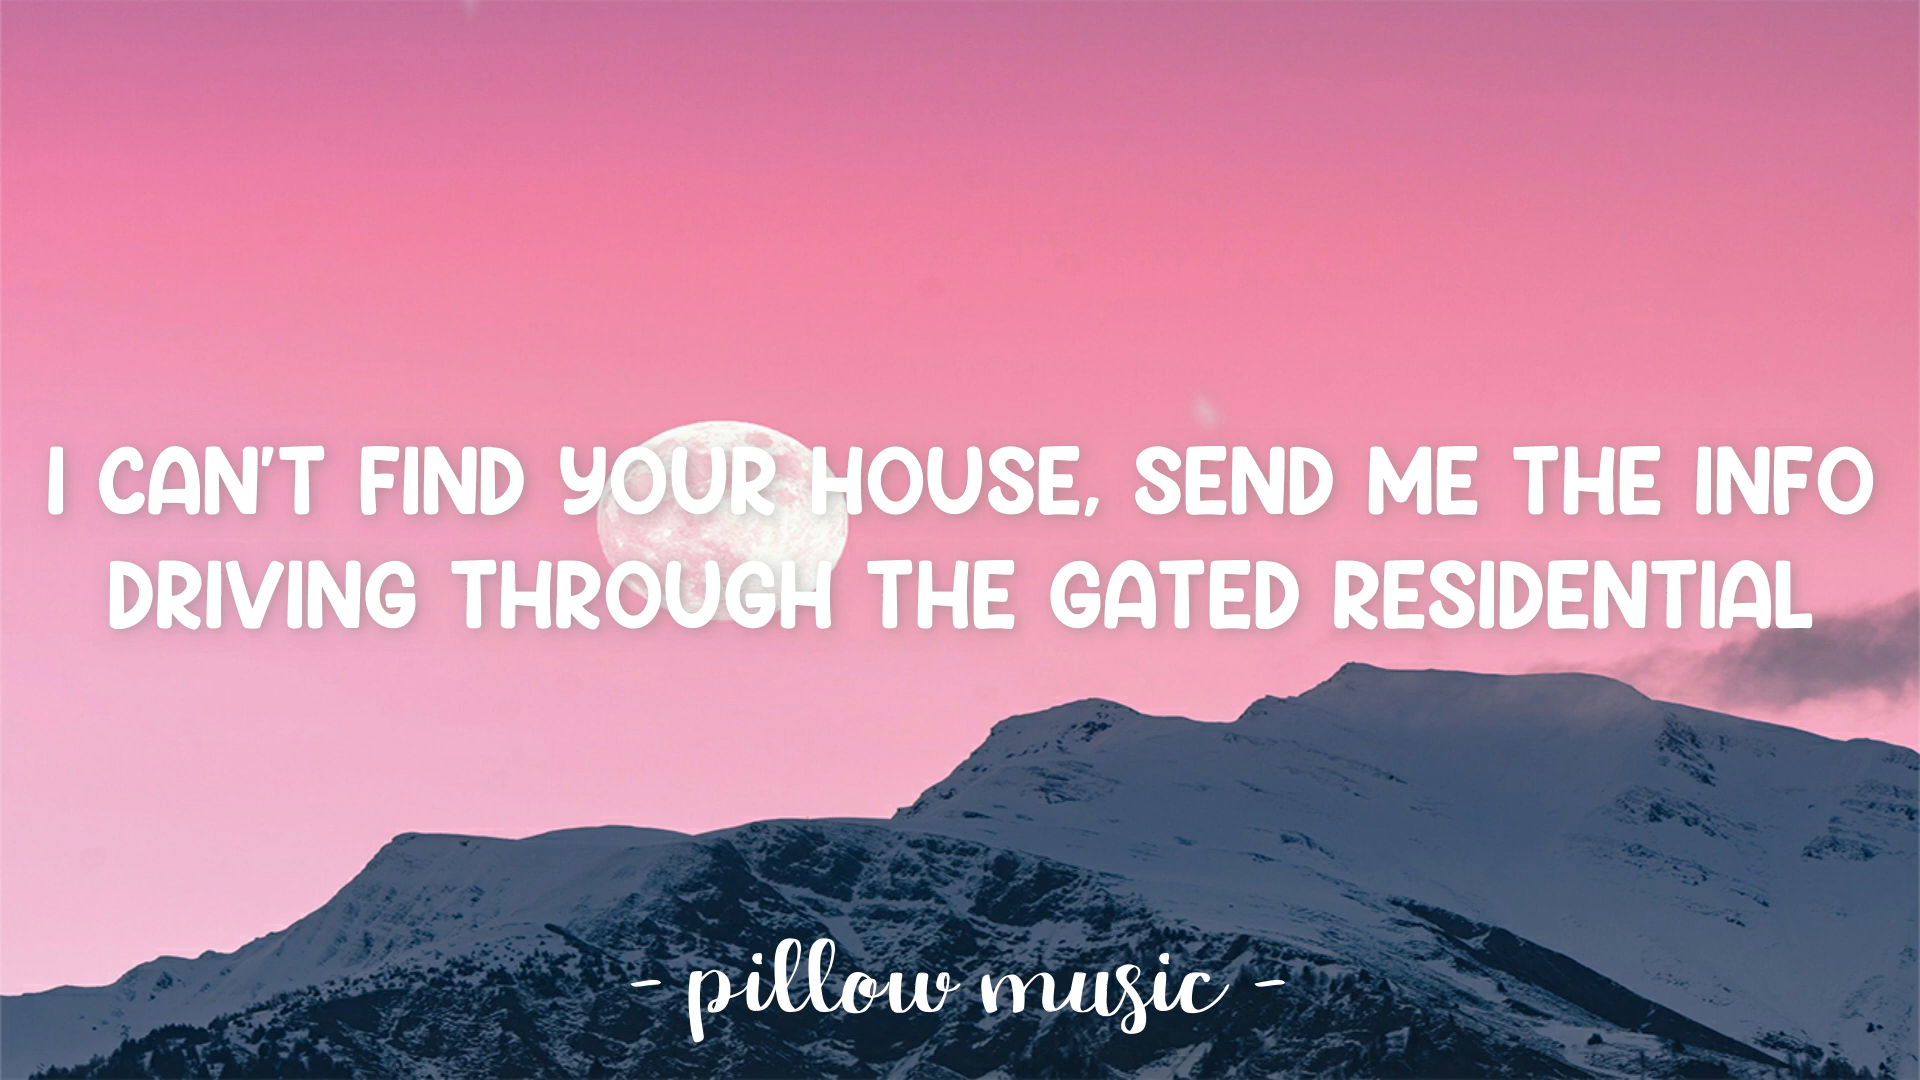 I CAN'T FIND YOUR HOUSE, SEND ME THE INFO
DRIVING THROUGH THE GATED RESIDENTIAL
- pillow music -